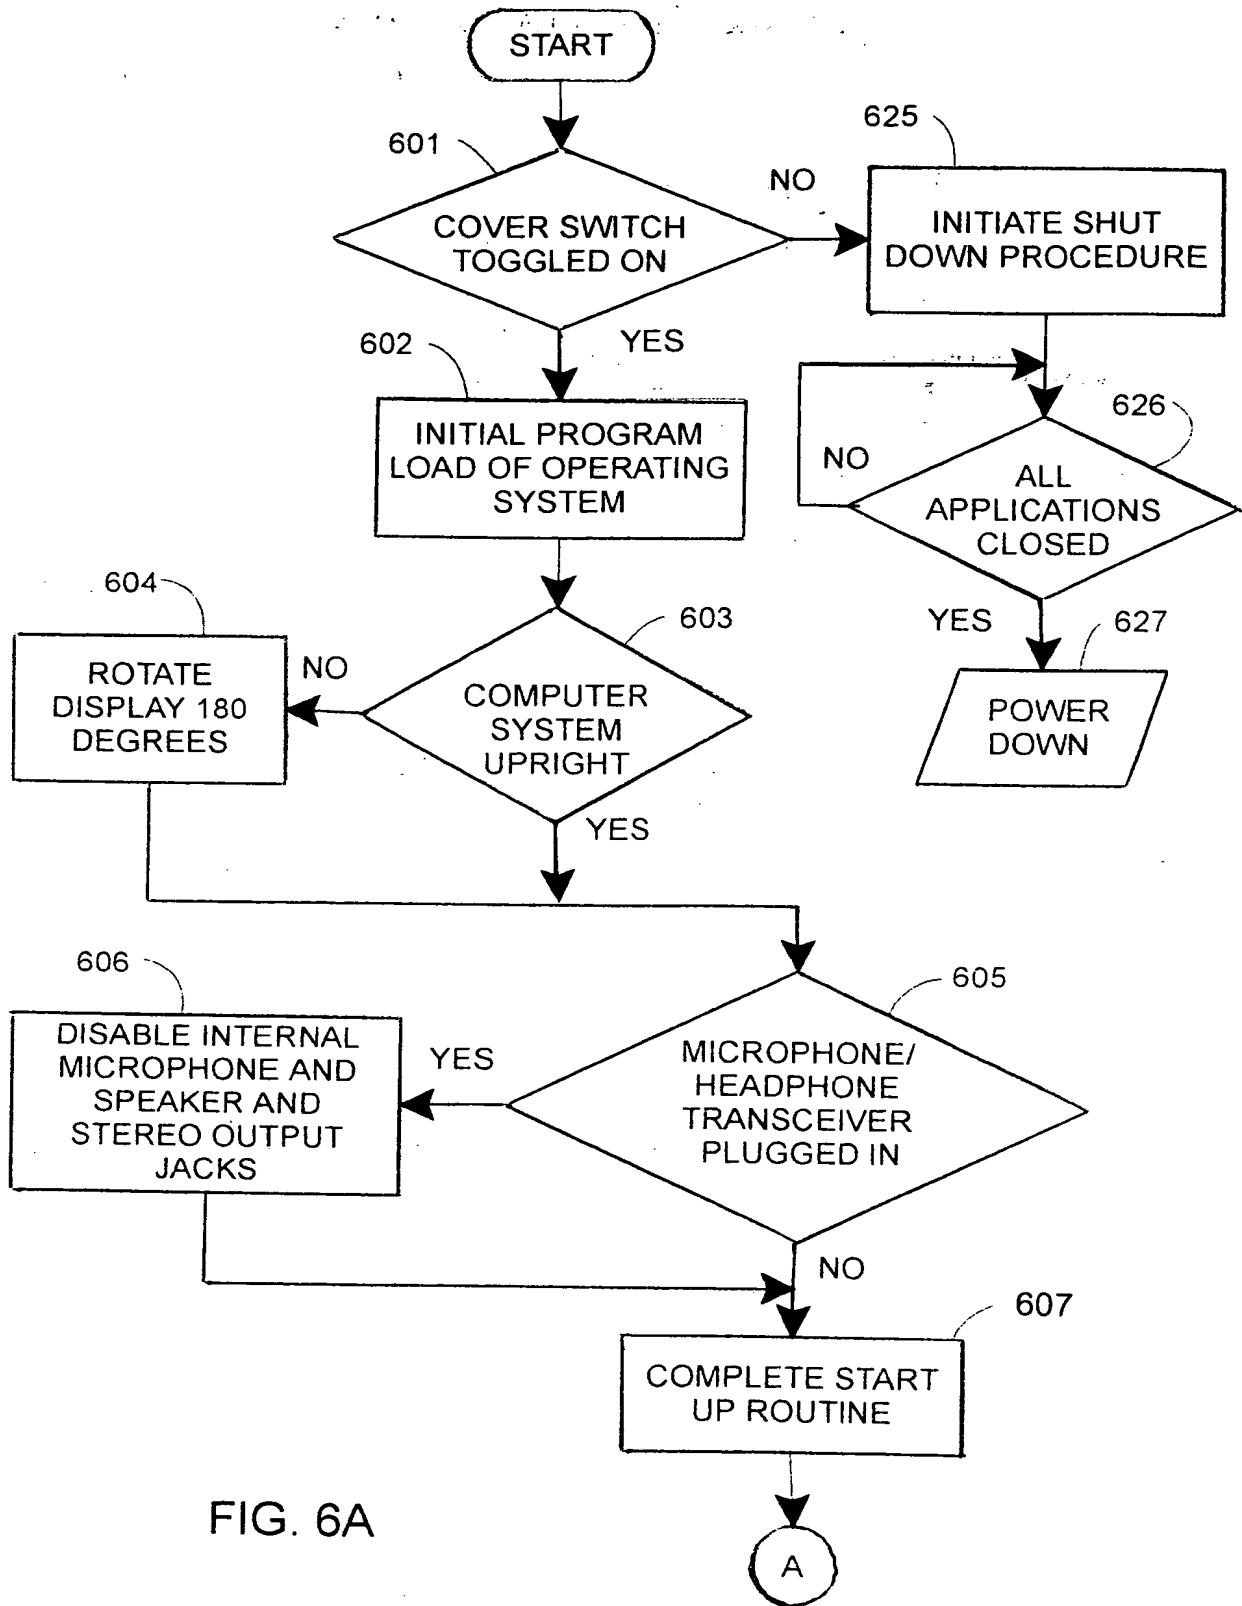 START
601
COVER SWITCH
TOGGLED ON
NO
625
INITIATE SHUT
DOWN PROCEDURE
YES
602
INITIAL PROGRAM
LOAD OF OPERATING
SYSTEM
626
NO
ALL
APPLICATIONS
CLOSED
YES
627
POWER
DOWN
604
ROTATE
DISPLAY 180
DEGREES
NO
603
COMPUTER
SYSTEM
UPRIGHT
YES
606
DISABLE INTERNAL
MICROPHONE AND
SPEAKER AND
STEREO OUTPUT
JACKS
YES
605
MICROPHONE/
HEADPHONE
TRANSCEIVER
PLUGGED IN
NO
607
COMPLETE START
UP ROUTINE
FIG. 6A
A